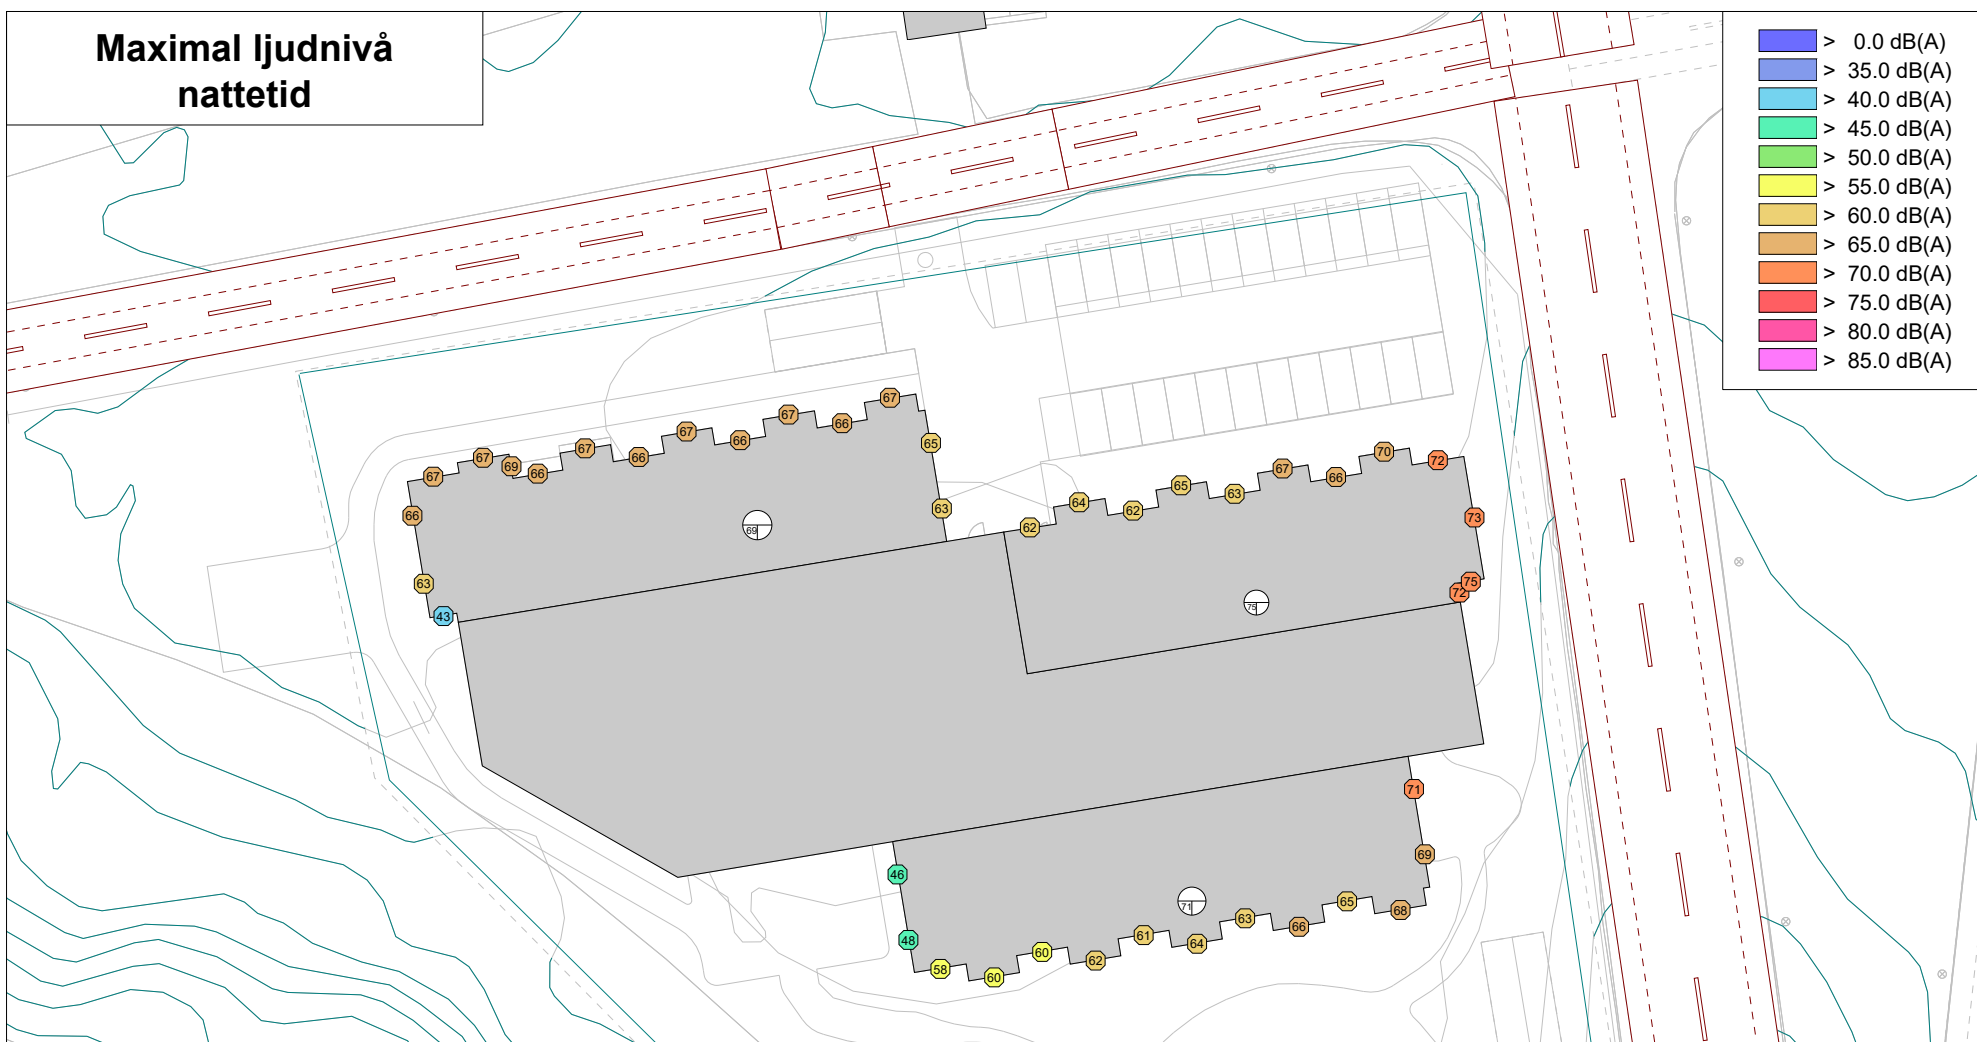 Maximal ljudnivå
nattetid
> 0.0 dB(A)
> 35.0 dB(A)
> 40.0 dB(A)
> 45.0 dB(A)
> 50.0 dB(A)
> 55.0 dB(A)
> 60.0 dB(A)
> 65.0 dB(A)
> 70.0 dB(A)
> 75.0 dB(A)
> 80.0 dB(A)
> 85.0 dB(A)
67 67 69 66 67 66 67 66 67 66 67
65
63
66
63
43
69
62 64 62 65 63 67 66 70 72
73
75
72
75
71
69
46
48
71
58 60 60 62 61 64 63 66 65 68